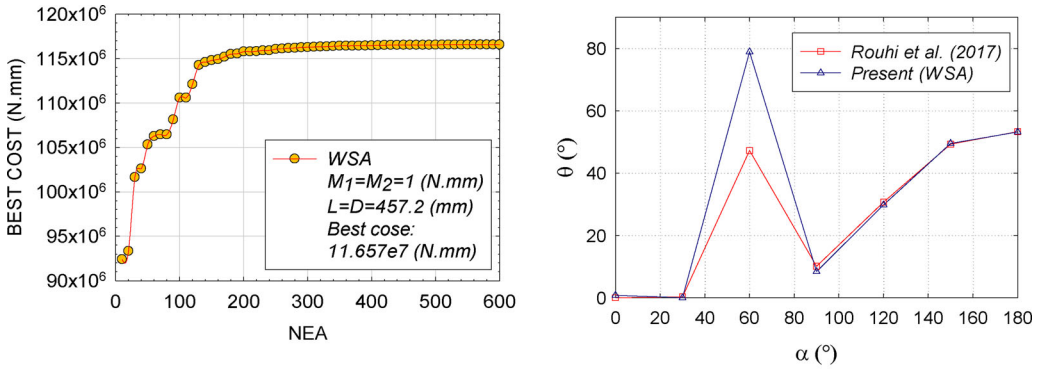 120x10⁶
115x10⁶
110x10⁶
105x10⁶
100x10⁶
95x10⁶
90x10⁶
BEST COST (N.mm)
WSA
M₁=M₂=1 (N.mm)
L=D=457.2 (mm)
Best cose:
11.657e7 (N.mm)
0 100 200 300 400 500 600
NEA
80
60
40
20
0
θ (°)
Rouhi et al. (2017)
Present (WSA)
0 20 40 60 80 100 120 140 160 180
α (°)